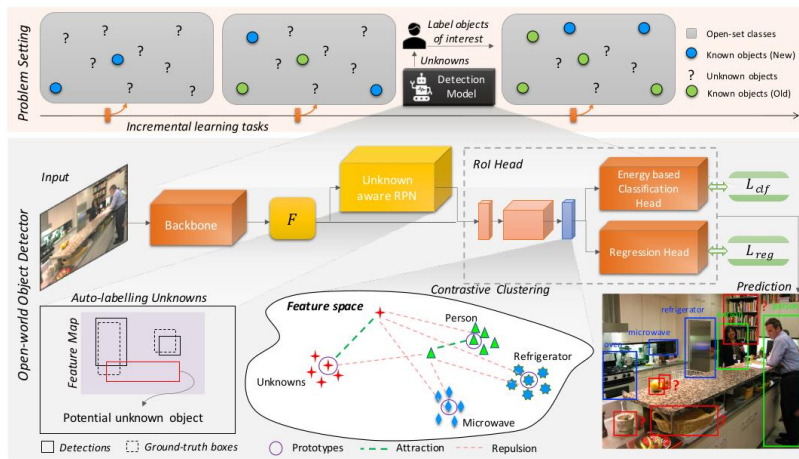 Problem Setting
? ? ? ? ? ? ? ?
? ? ? ? ? ?
? ? ? ? ?
Label objects
of interest
Unknowns
Detection
Model
Open-set classes
Known objects (New)
? Unknown objects
Known objects (Old)
Incremental learning tasks
Open-world Object Detector
Input
Backbone
F
Unknown
aware RPN
RoI Head
Energy based
Classification
Head
Regression Head
L_clf
L_reg
Auto-labelling Unknowns
Feature Map
Potential unknown object
Detections
Ground-truth boxes
Contrastive Clustering
Feature space
Person
Unknowns
Refrigerator
Microwave
Prototypes
Attraction
Repulsion
Prediction
refrigerator
microwave
oven
?
?